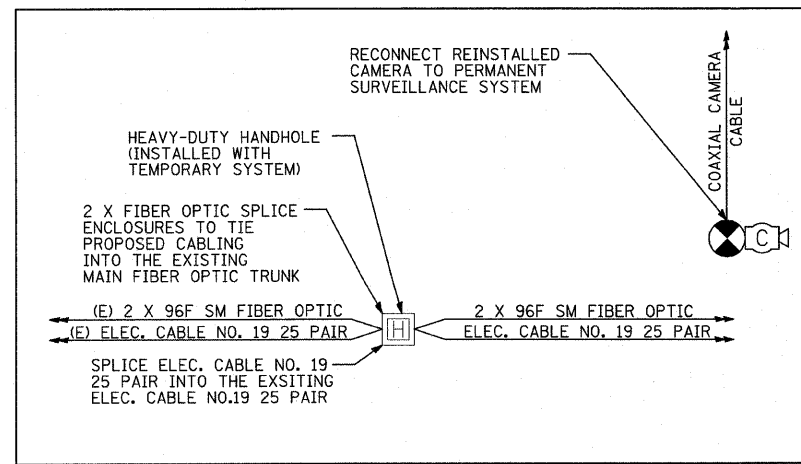 RECONNECT REINSTALLED
CAMERA TO PERMANENT
SURVEILLANCE SYSTEM
COAXIAL CAMERA
CABLE
HEAVY-DUTY HANDHOLE
(INSTALLED WITH
TEMPORARY SYSTEM)
2 X FIBER OPTIC SPLICE
ENCLOSURES TO TIE
PROPOSED CABLING
INTO THE EXISTING
MAIN FIBER OPTIC TRUNK
C
(E) 2 X 96F SM FIBER OPTIC
(E) ELEC. CABLE NO. 19 25 PAIR
H
2 X 96F SM FIBER OPTIC
ELEC. CABLE NO. 19 25 PAIR
SPLICE ELEC. CABLE NO. 19
25 PAIR INTO THE EXSITING
ELEC. CABLE NO.19 25 PAIR